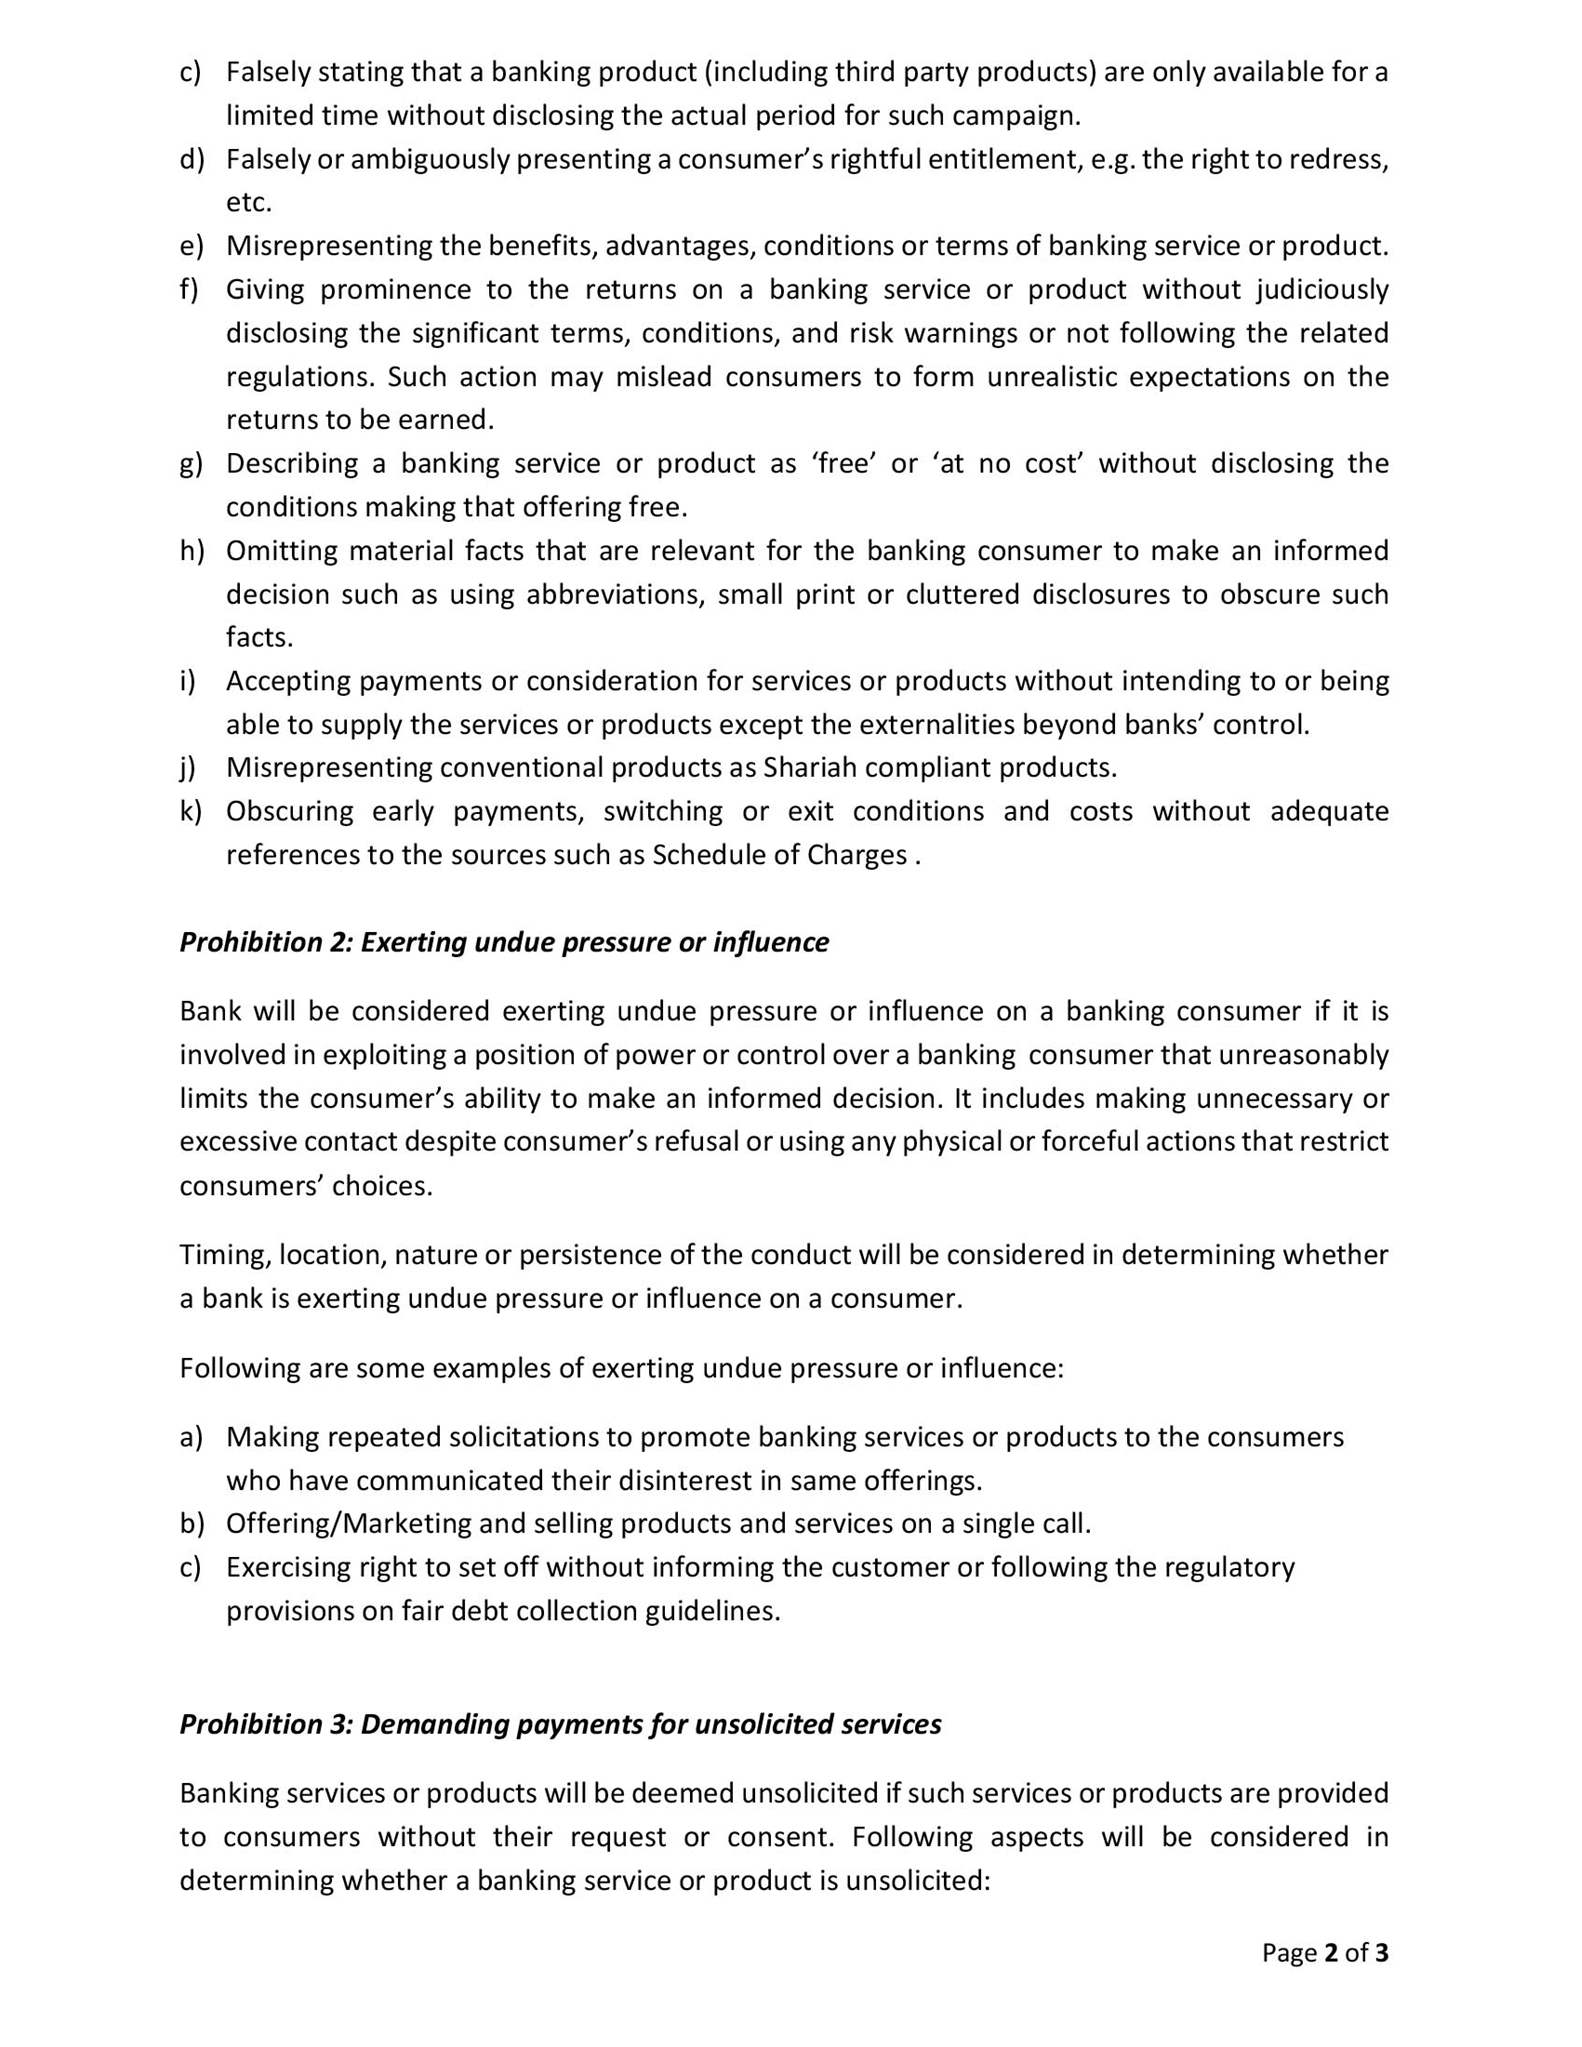 c) Falsely stating that a banking product (including third party products) are only available for a
limited time without disclosing the actual period for such campaign.
d) Falsely or ambiguously presenting a consumer’s rightful entitlement, e.g. the right to redress,
etc.
e) Misrepresenting the benefits, advantages, conditions or terms of banking service or product.
f) Giving prominence to the returns on a banking service or product without judiciously
disclosing the significant terms, conditions, and risk warnings or not following the related
regulations. Such action may mislead consumers to form unrealistic expectations on the
returns to be earned.
g) Describing a banking service or product as ‘free’ or ‘at no cost’ without disclosing the
conditions making that offering free.
h) Omitting material facts that are relevant for the banking consumer to make an informed
decision such as using abbreviations, small print or cluttered disclosures to obscure such
facts.
i) Accepting payments or consideration for services or products without intending to or being
able to supply the services or products except the externalities beyond banks’ control.
j) Misrepresenting conventional products as Shariah compliant products.
k) Obscuring early payments, switching or exit conditions and costs without adequate
references to the sources such as Schedule of Charges .
Prohibition 2: Exerting undue pressure or influence
Bank will be considered exerting undue pressure or influence on a banking consumer if it is
involved in exploiting a position of power or control over a banking consumer that unreasonably
limits the consumer’s ability to make an informed decision. It includes making unnecessary or
excessive contact despite consumer’s refusal or using any physical or forceful actions that restrict
consumers’ choices.
Timing, location, nature or persistence of the conduct will be considered in determining whether
a bank is exerting undue pressure or influence on a consumer.
Following are some examples of exerting undue pressure or influence:
a) Making repeated solicitations to promote banking services or products to the consumers
who have communicated their disinterest in same offerings.
b) Offering/Marketing and selling products and services on a single call.
c) Exercising right to set off without informing the customer or following the regulatory
provisions on fair debt collection guidelines.
Prohibition 3: Demanding payments for unsolicited services
Banking services or products will be deemed unsolicited if such services or products are provided
to consumers without their request or consent. Following aspects will be considered in
determining whether a banking service or product is unsolicited:
Page 2 of 3